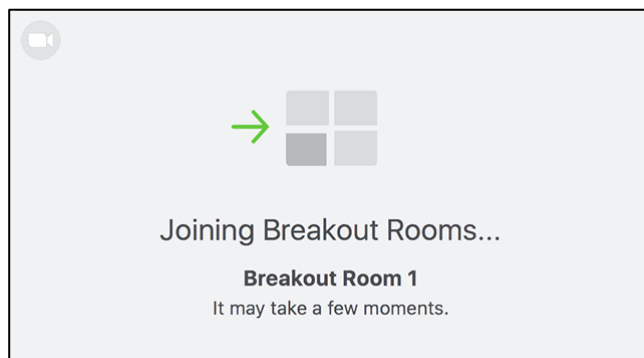 Joining Breakout Rooms...
Breakout Room 1
It may take a few moments.